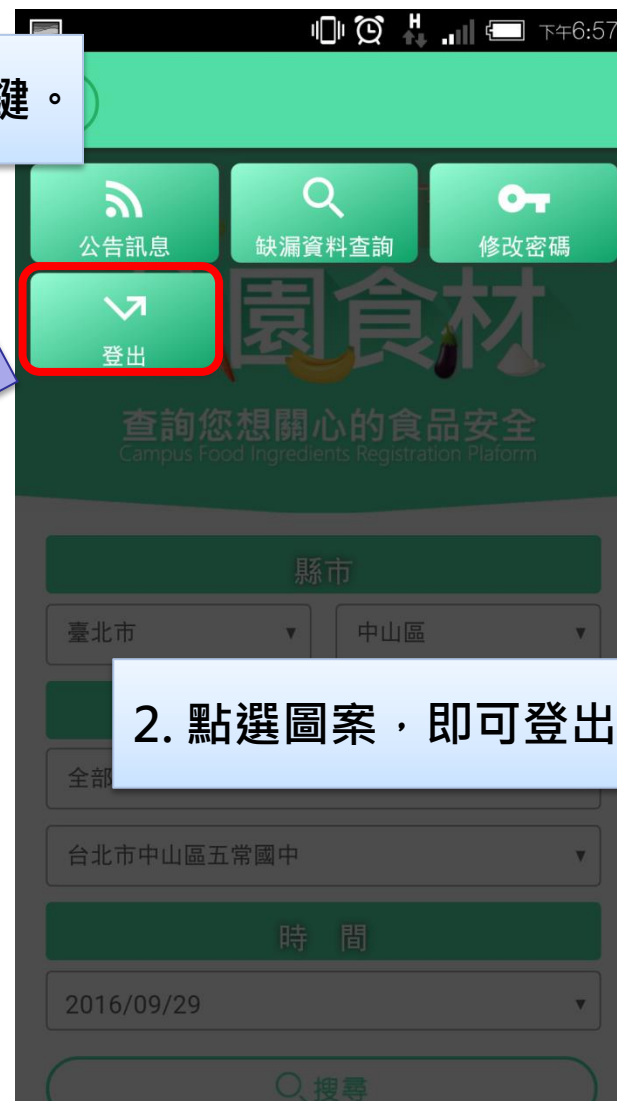 下午6:57
鍵。
公告訊息
缺漏資料查詢
修改密碼
登出
園食材
查詢您想關心的食品安全
Campus Food Ingredients Registration Plaform
縣市
臺北市
中山區
2. 點選圖案，即可登出
全部
台北市中山區五常國中
時 間
2016/09/29
搜尋